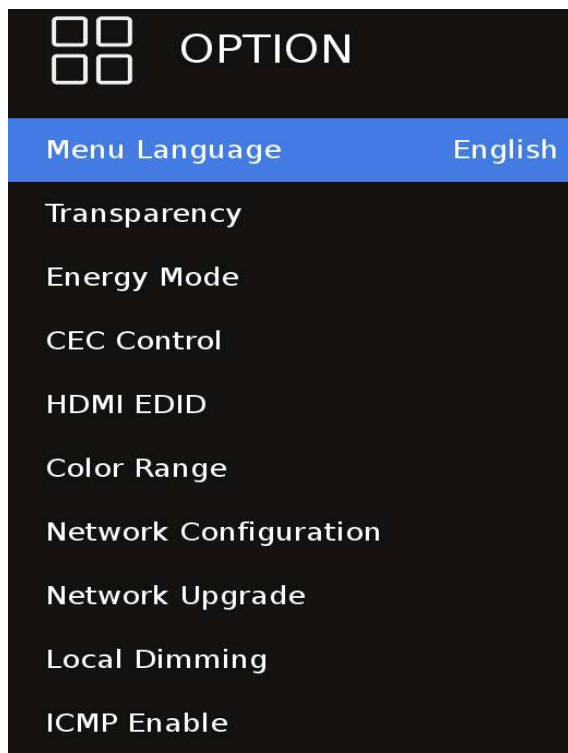 OPTION
Menu Language English
Transparency
Energy Mode
CEC Control
HDMI EDID
Color Range
Network Configuration
Network Upgrade
Local Dimming
ICMP Enable